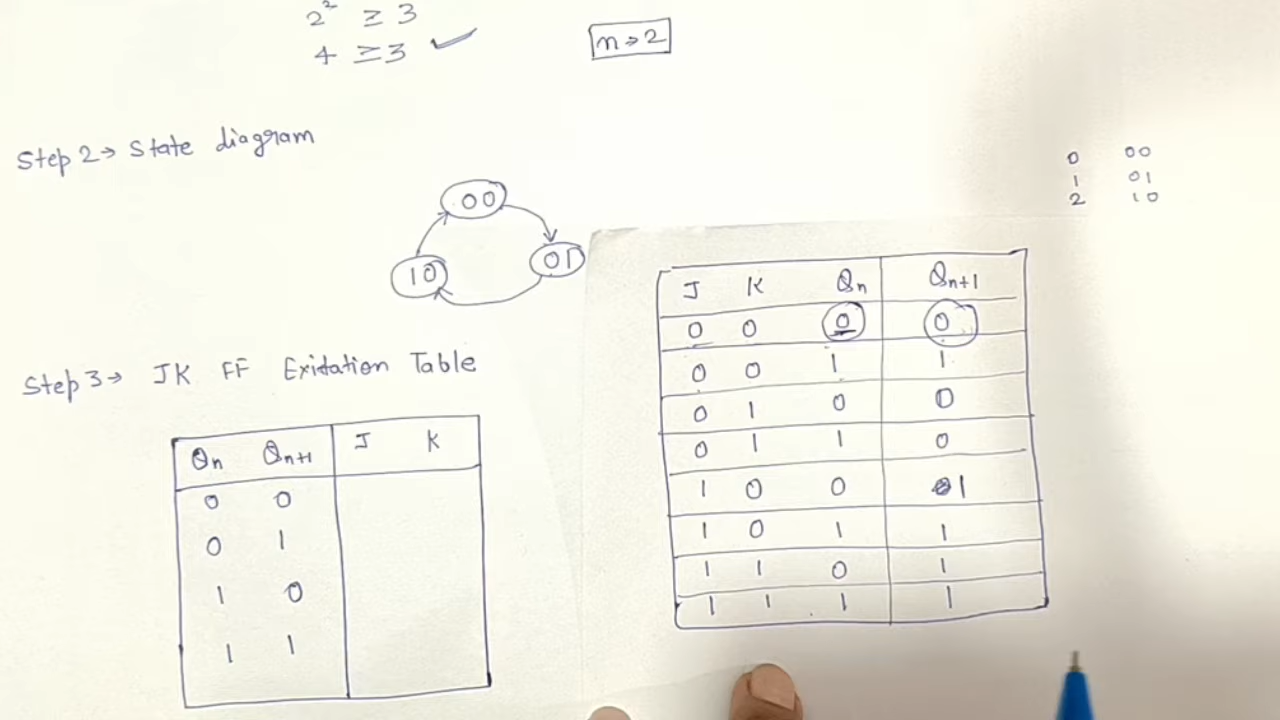 2² ≥ 3
4 ≥ 3 ✓
n → 2
Step 2 → State diagram
0 00
1 01
2 10
00
01
10
J K Qn Qn+1
0 0 0 0
0 0 1 1
0 1 0 0
0 1 1 0
1 0 0 1
1 0 1 1
1 1 0 1
1 1 1 1
Step 3 → JK FF Exitation Table
Qn Qn+1 J K
0 0
0 1
1 0
1 1